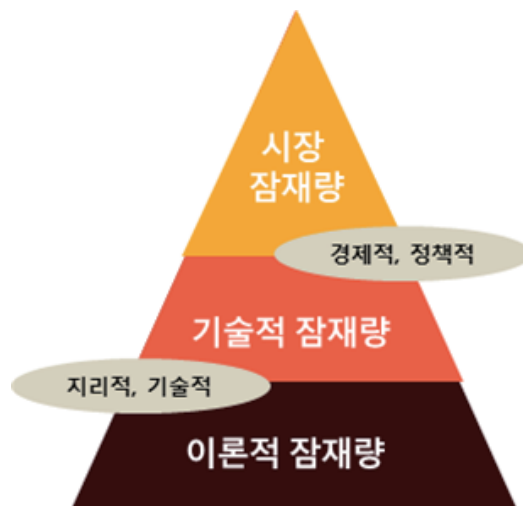 시장
잠재량
경제적, 정책적
기술적 잠재량
지리적, 기술적
이론적 잠재량